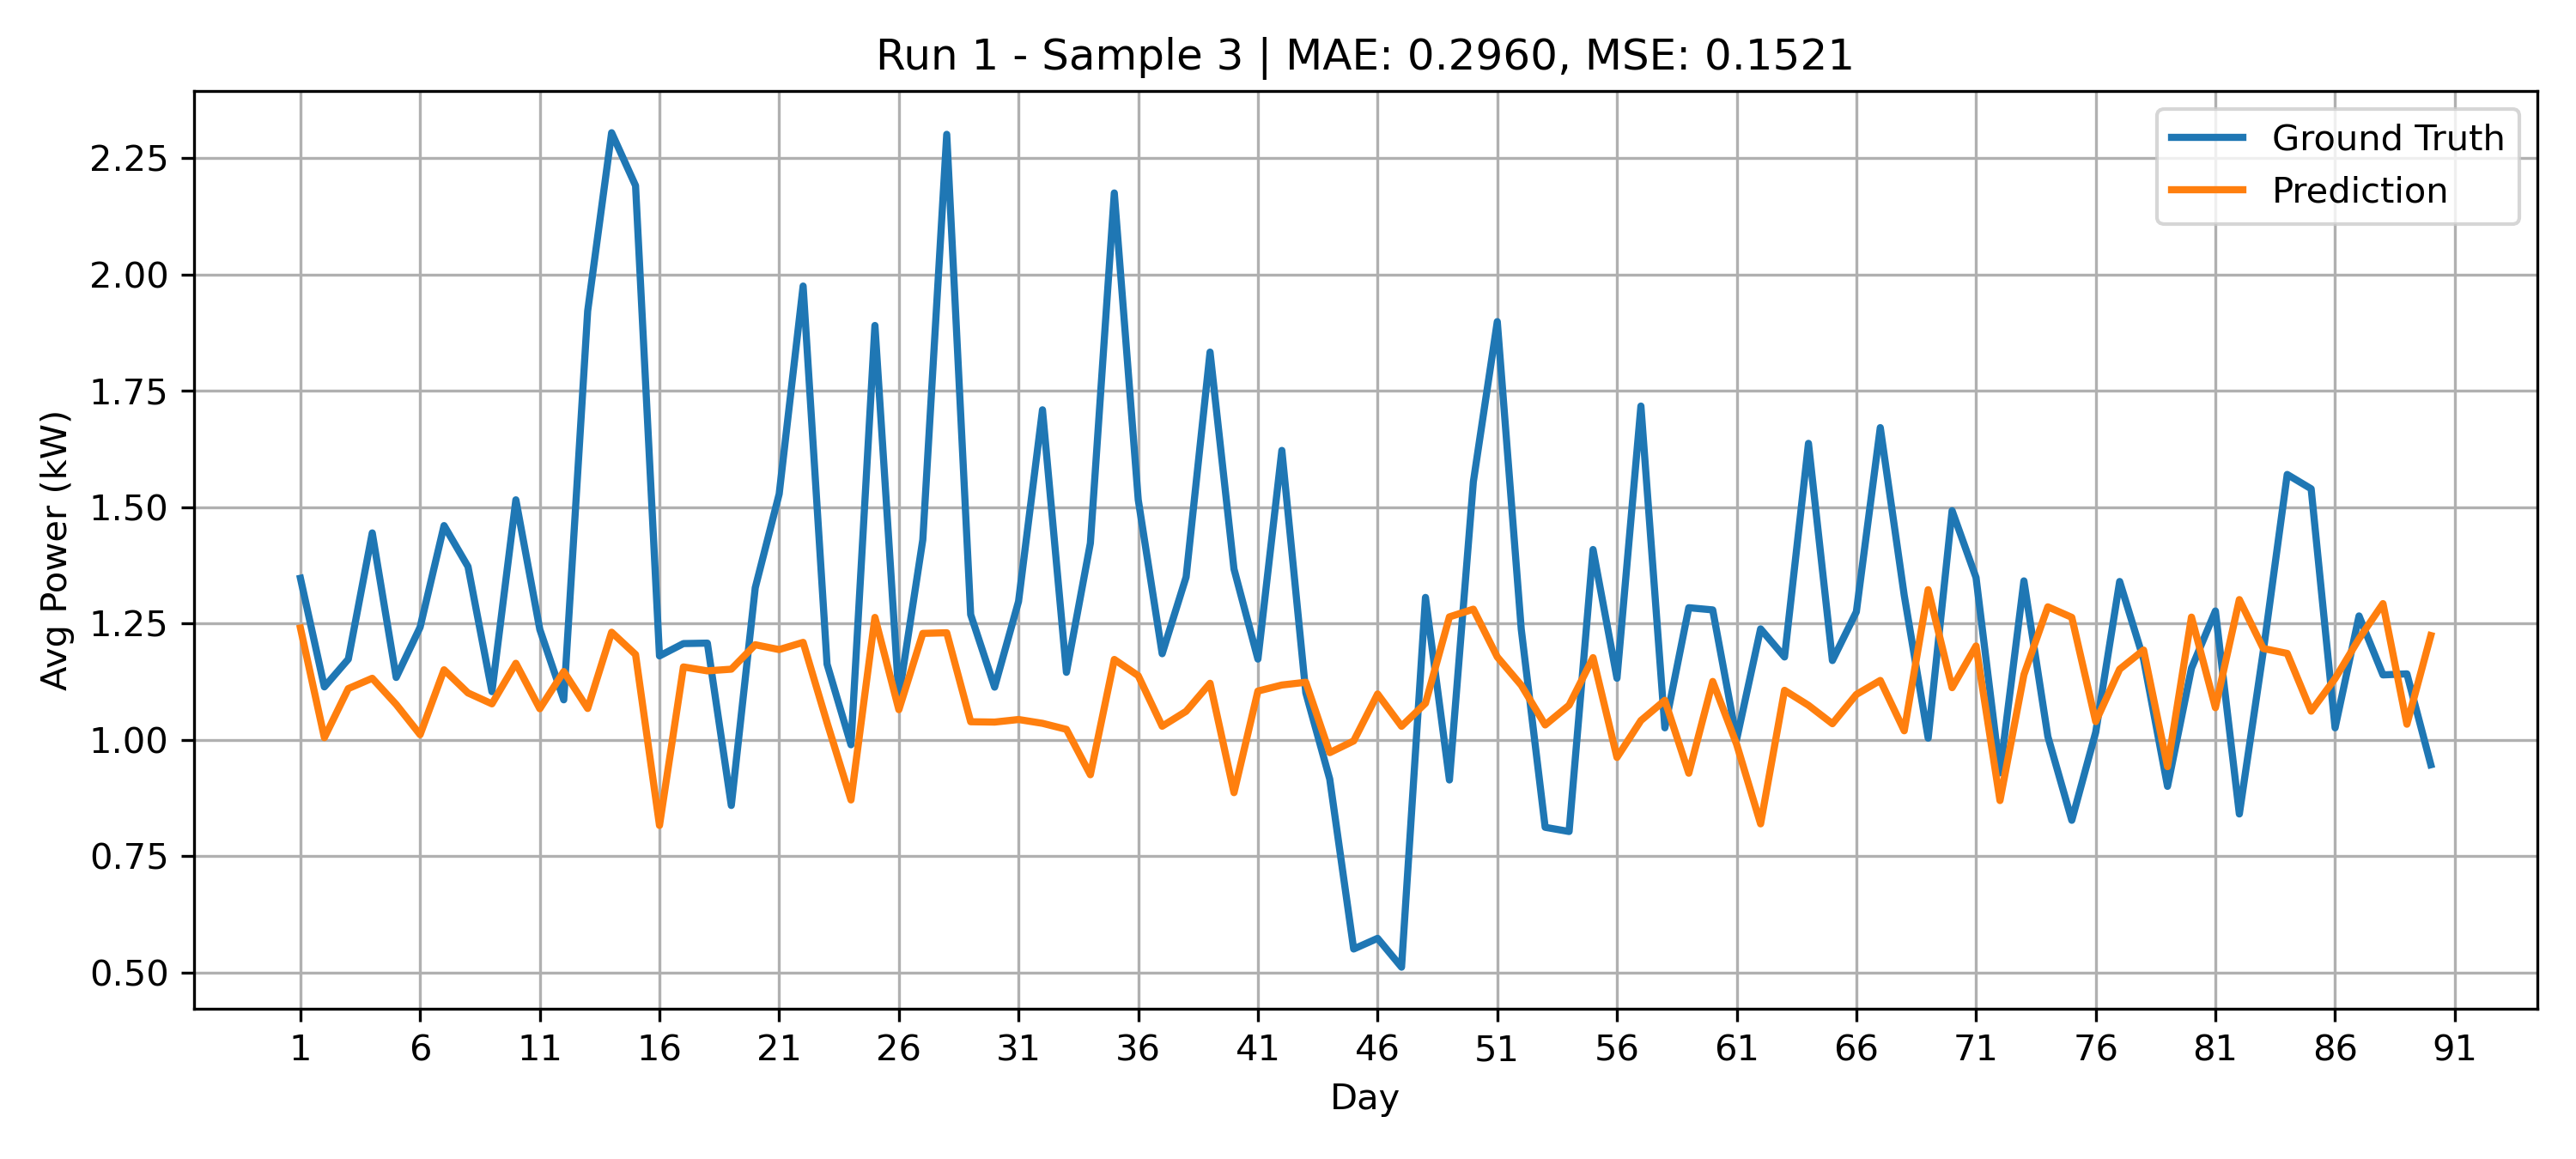 Run 1 - Sample 3 | MAE: 0.2960, MSE: 0.1521
Ground Truth
Prediction
Avg Power (kW)
2.25
2.00
1.75
1.50
1.25
1.00
0.75
0.50
1 6 11 16 21 26 31 36 41 46 51 56 61 66 71 76 81 86 91
Day